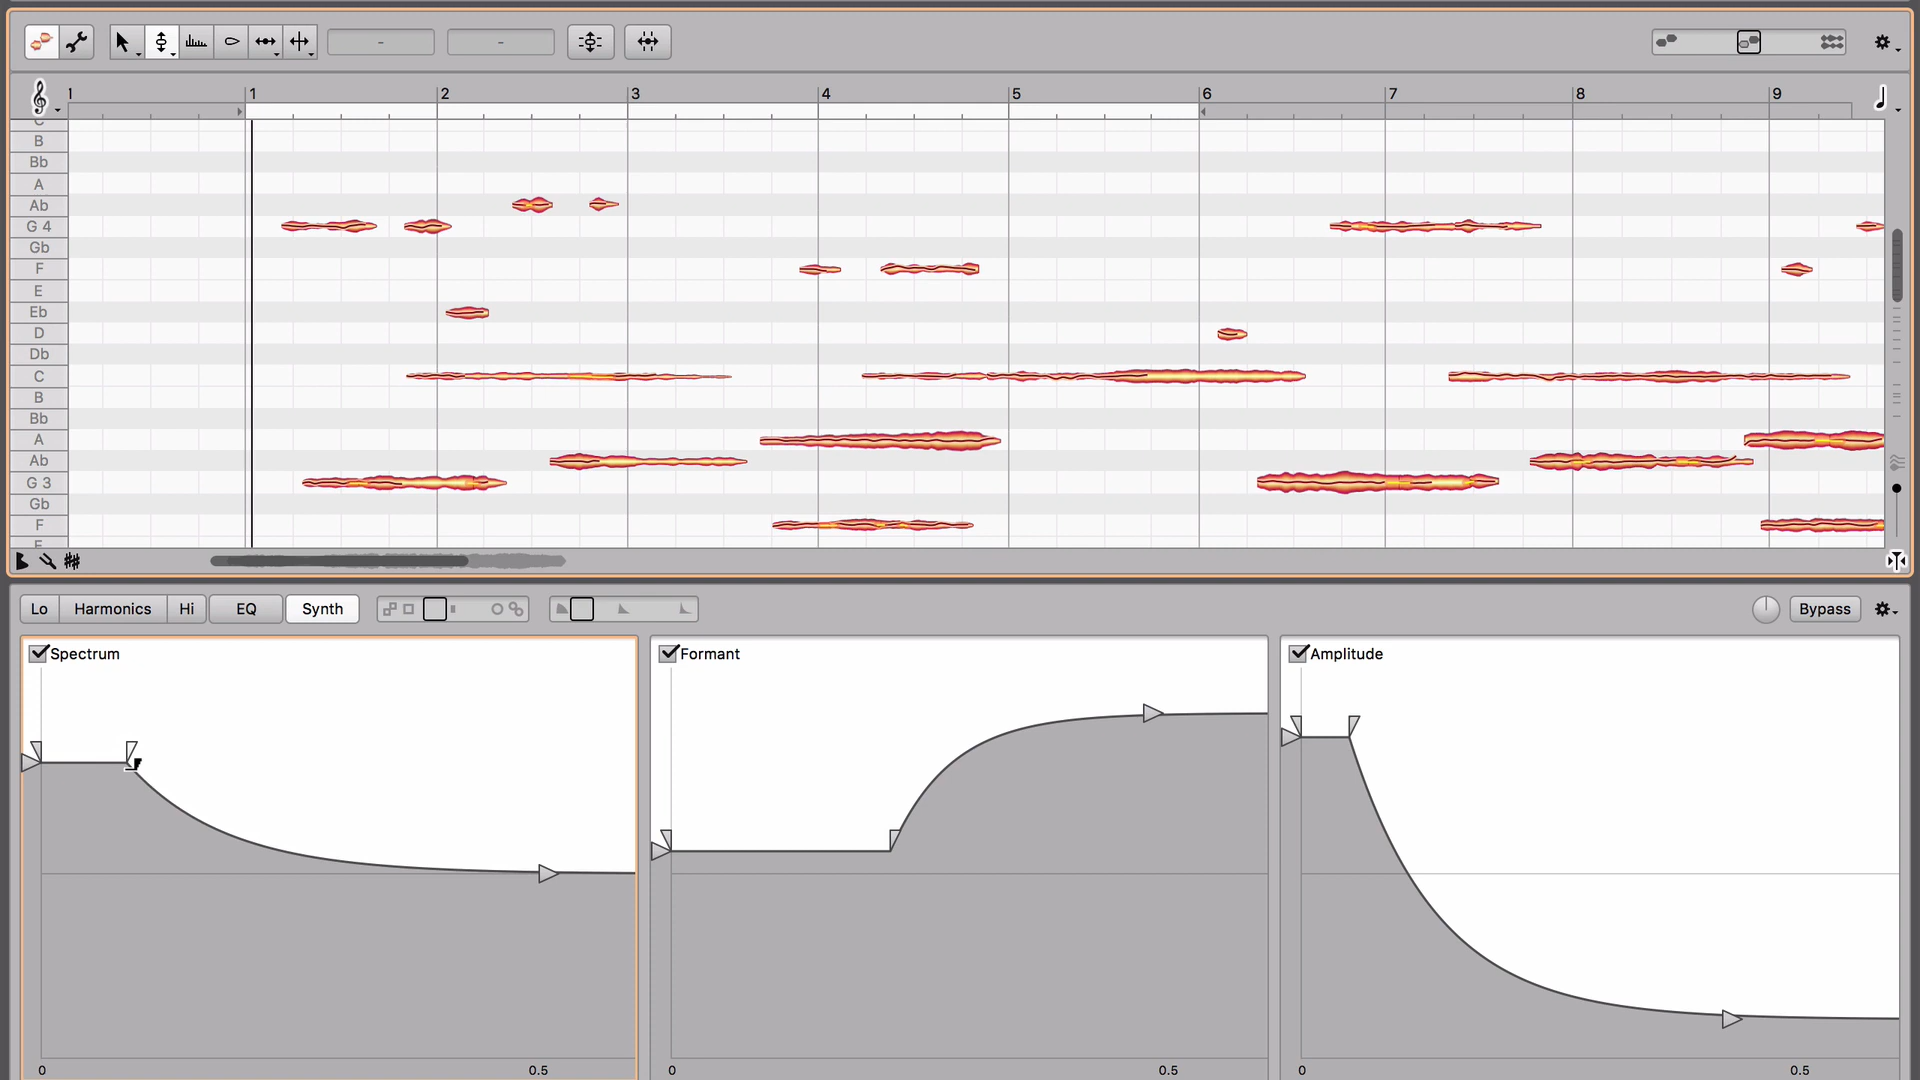 - -
1 1 2 3 4 5 6 7 8 9
C
B
Bb
A
Ab
G 4
Gb
F
E
Eb
D
Db
C
B
Bb
A
Ab
G 3
Gb
F
E
Lo Harmonics Hi EQ Synth Bypass
Spectrum Formant Amplitude
0 0.5 0 0.5 0 0.5